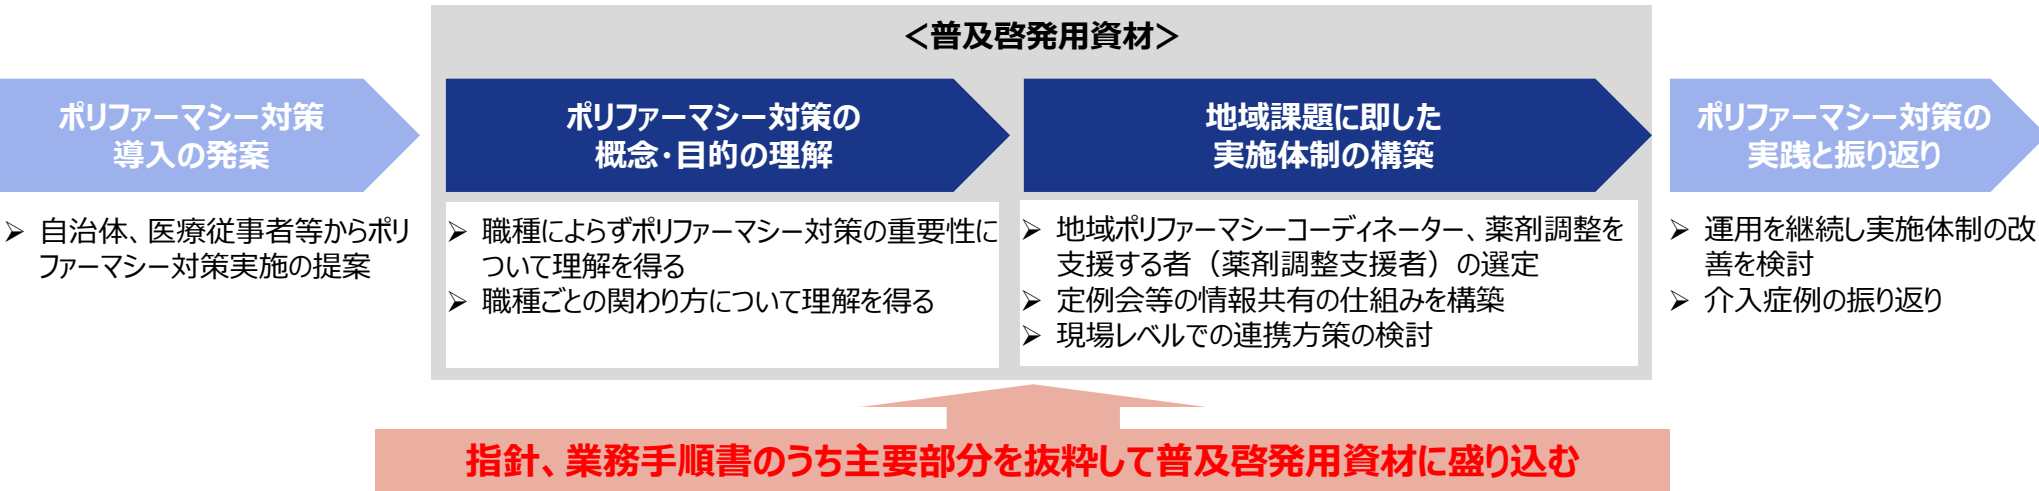 ＜普及啓発用資材＞
ポリファーマシー対策
導入の発案
➢ 自治体、医療従事者等からポリ
ファーマシー対策実施の提案
ポリファーマシー対策の
概念・目的の理解
➢ 職種によらずポリファーマシー対策の重要性に
ついて理解を得る
➢ 職種ごとの関わり方について理解を得る
地域課題に即した
実施体制の構築
➢ 地域ポリファーマシーコーディネーター、薬剤調整を
支援する者（薬剤調整支援者）の選定
➢ 定例会等の情報共有の仕組みを構築
➢ 現場レベルでの連携方策の検討
ポリファーマシー対策の
実践と振り返り
➢ 運用を継続し実施体制の改
善を検討
➢ 介入症例の振り返り
指針、業務手順書のうち主要部分を抜粋して普及啓発用資材に盛り込む